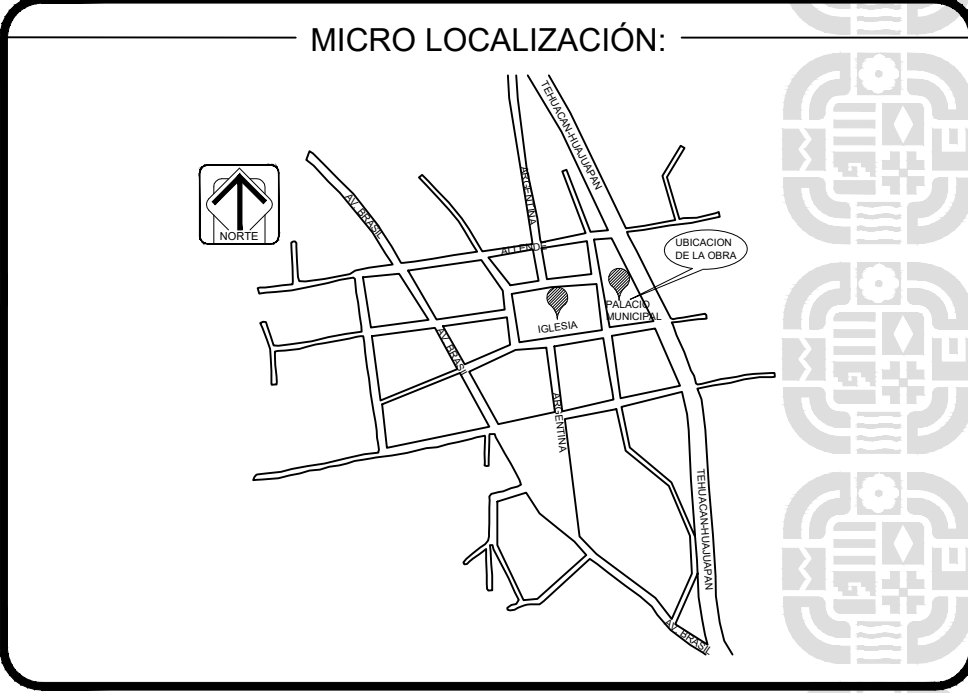 MICRO LOCALIZACIÓN:
TEHUACAN-HUAJUAPAN
ARGENTINA
AV. BRASIL
NORTE
ALLENDE
UBICACION
DE LA OBRA
PALACIO
MUNICIPAL
IGLESIA
AV. BRASIL
ARGENTINA
TEHUACAN-HUAJUAPAN
AV. BRASIL